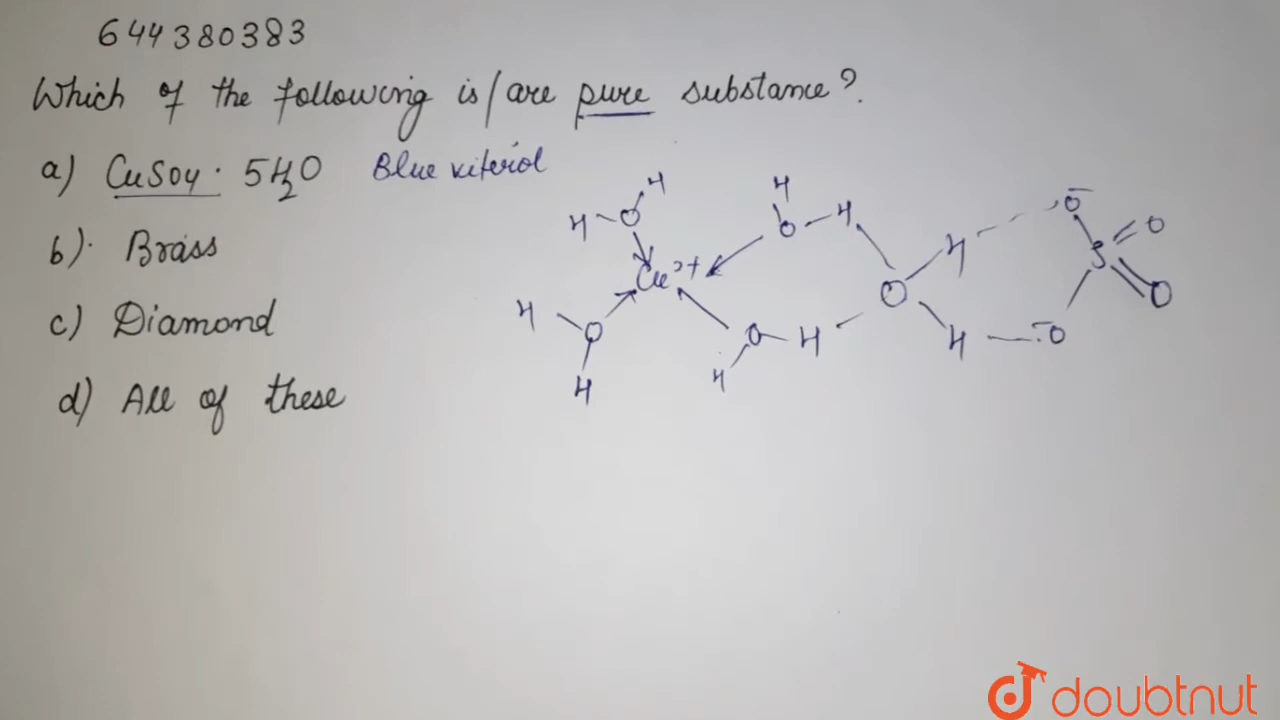 644380383
Which of the following is/are pure substance?
a) CuSO4 · 5H2O Blue viteriol
b) Brass
c) Diamond
d) All of these
H H H H
H O O H O
Cu2+ H S
O O
H O O H H O
H H
doubtnut